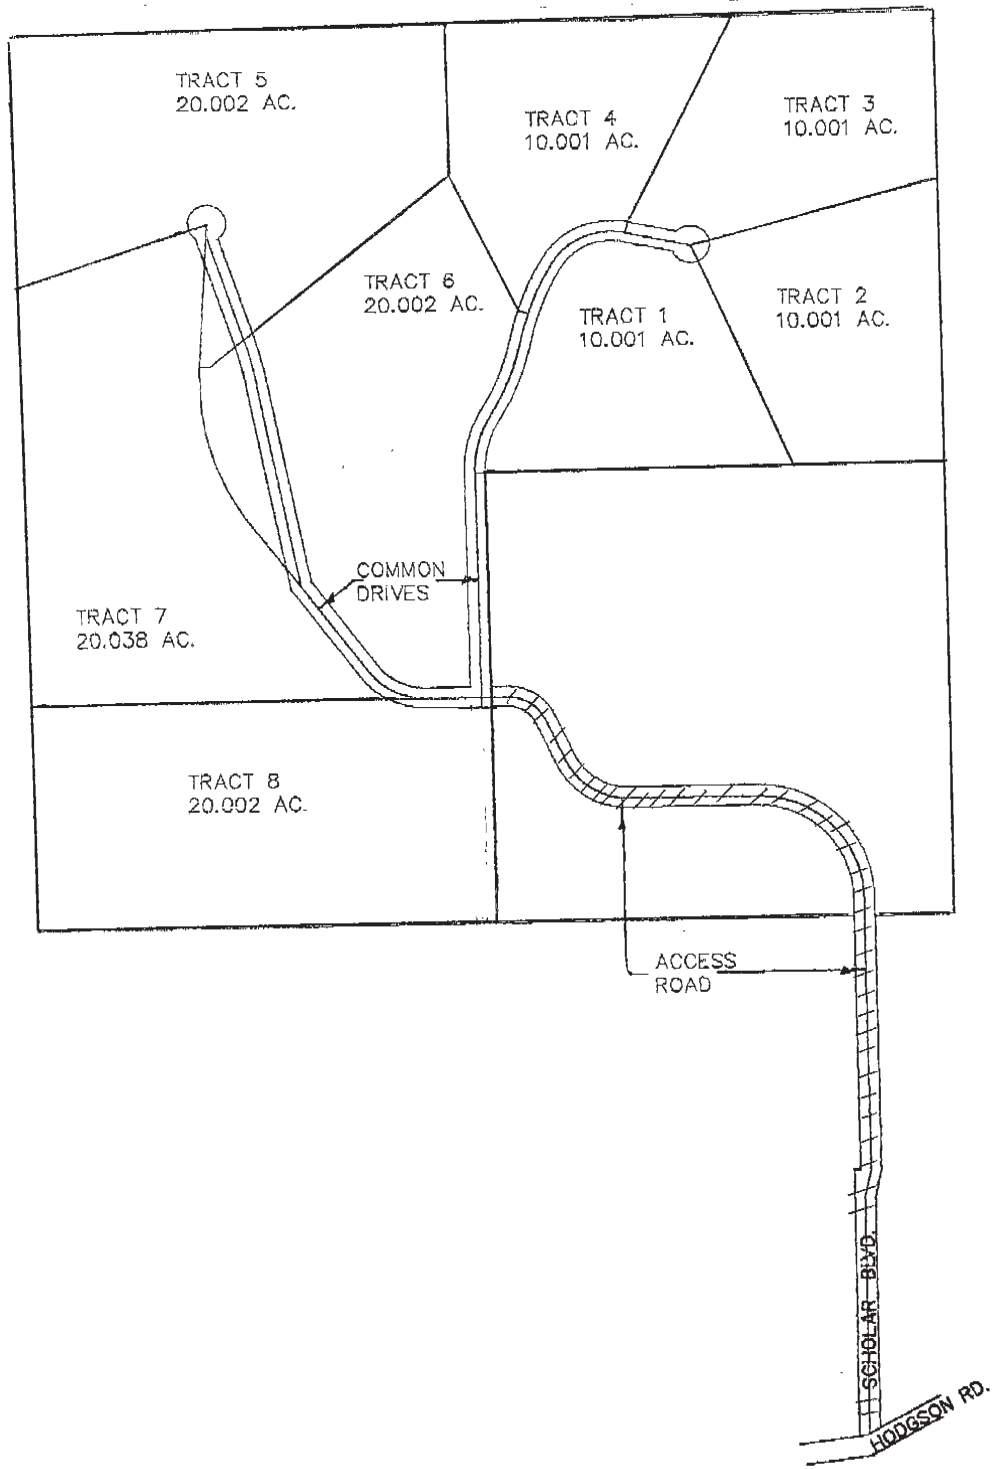 TRACT 5
20.002 AC.
TRACT 4
10.001 AC.
TRACT 3
10.001 AC.
TRACT 6
20.002 AC.
TRACT 1
10.001 AC.
TRACT 2
10.001 AC.
COMMON
DRIVES
TRACT 7
20.038 AC.
TRACT 8
20.002 AC.
ACCESS
ROAD
SCHOLAR BLVD.
HODGSON RD.